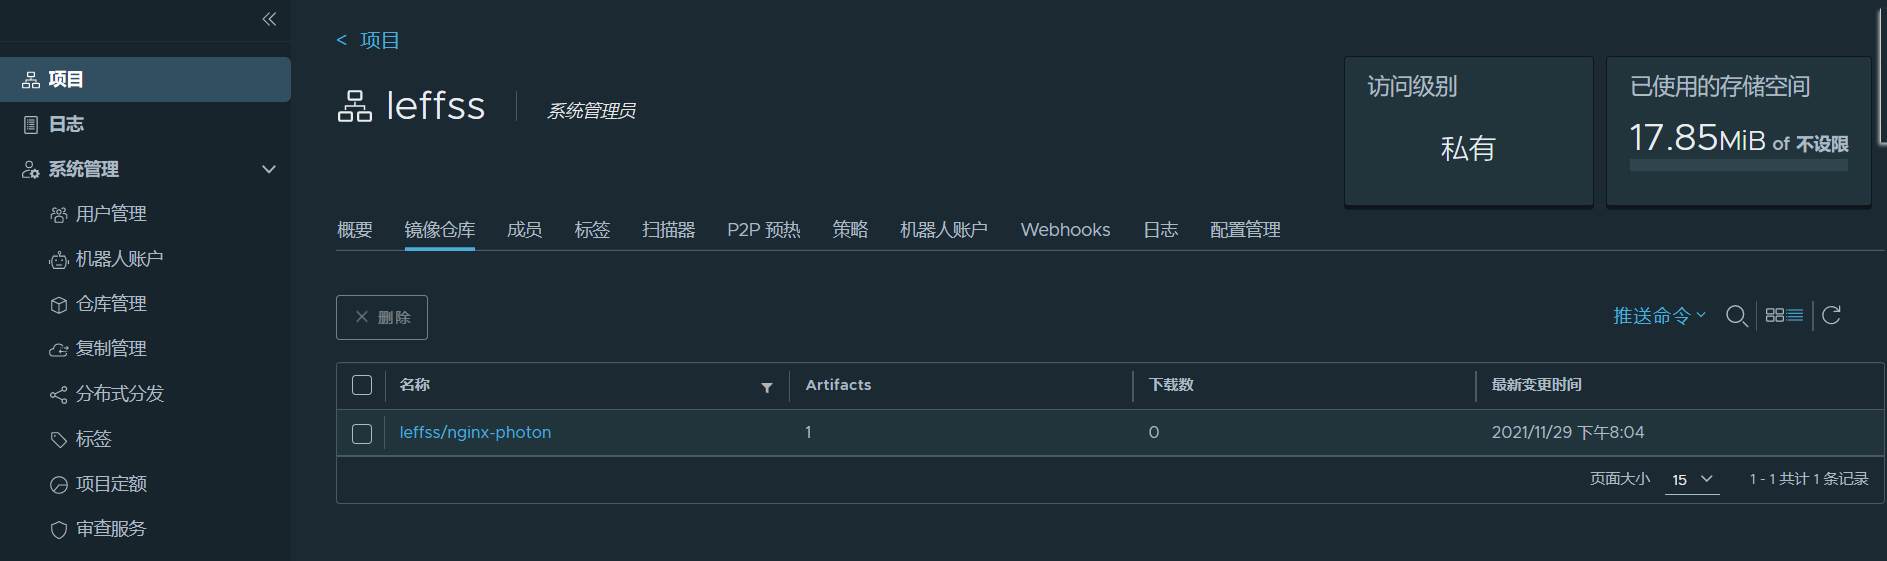 项目
日志
系统管理
用户管理
机器人账户
仓库管理
复制管理
分布式分发
标签
项目定额
审查服务
< 项目
leffss 系统管理员
访问级别
私有
已使用的存储空间
17.85MiB of 不设限
概要 镜像仓库 成员 标签 扫描器 P2P 预热 策略 机器人账户 Webhooks 日志 配置管理
删除 推送命令
名称 Artifacts 下载数 最新变更时间
leffss/nginx-photon 1 0 2021/11/29 下午8:04
页面大小 15 1 - 1 共计 1 条记录